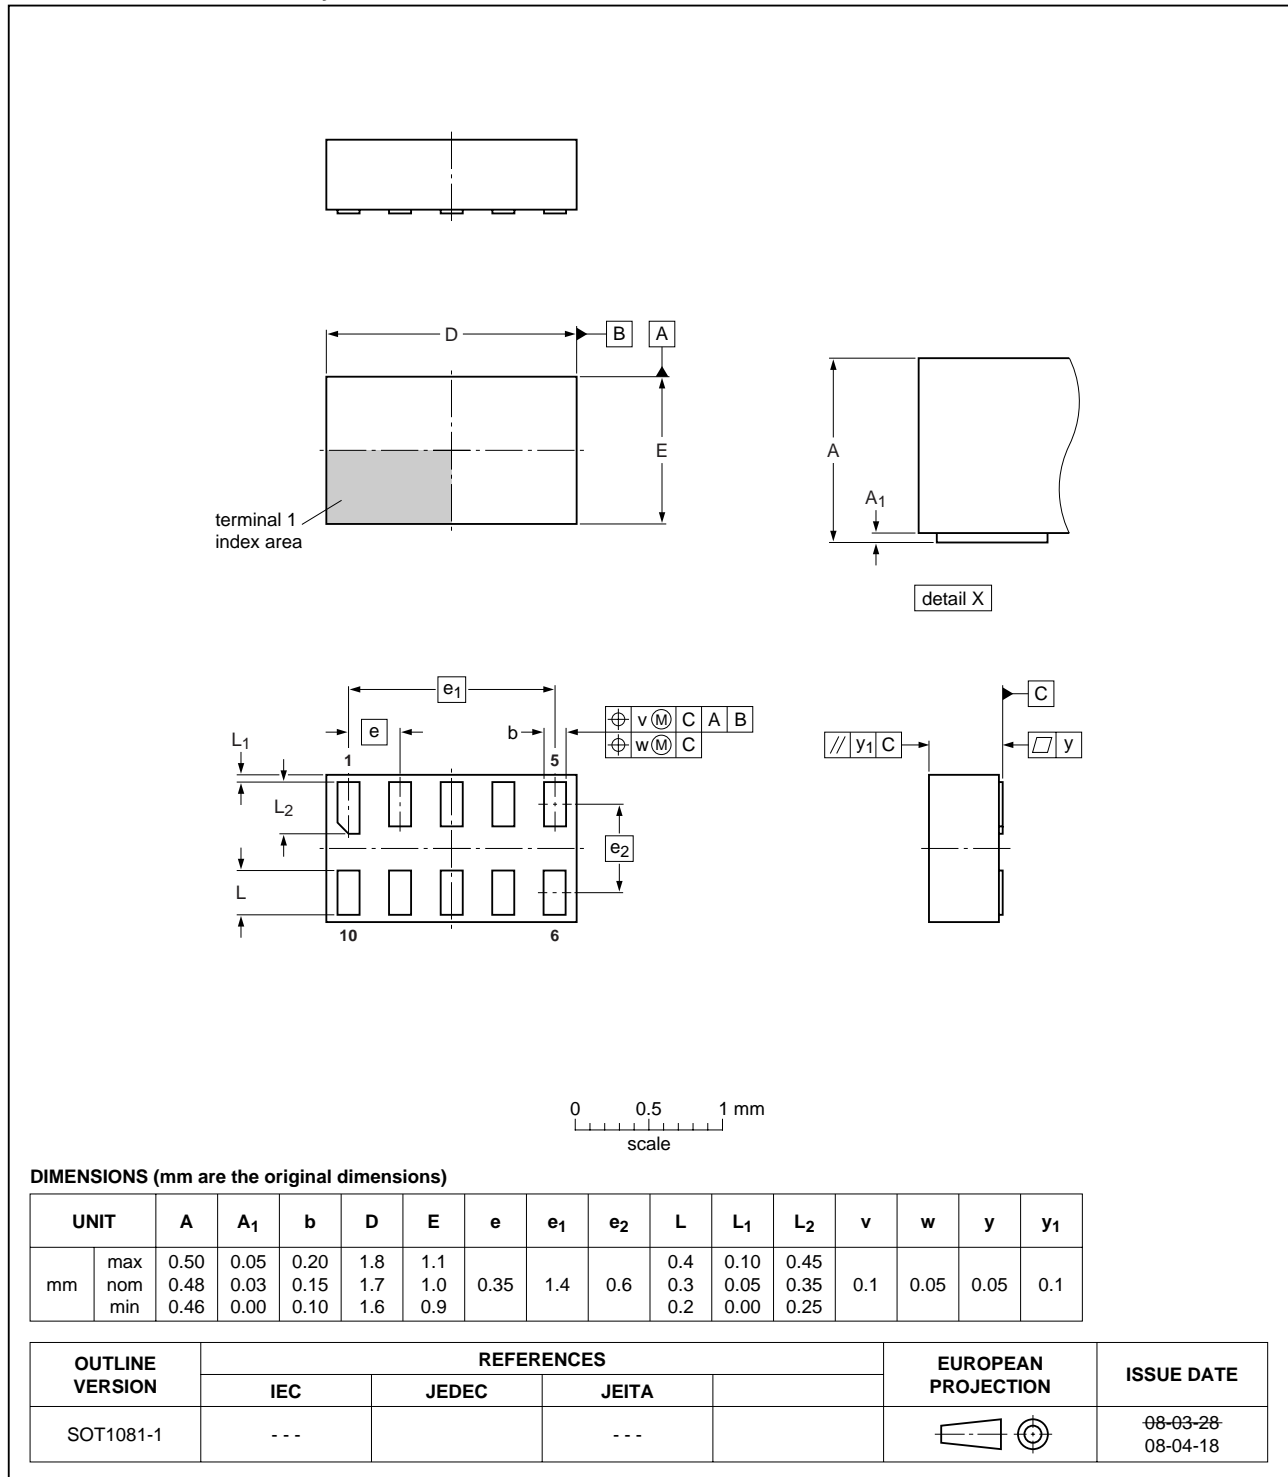 D
B
A
E
terminal 1
index area
A
A1
detail X
e1
e
b
v M C A B
w M C
C
// y1 C
y
L1
1
5
L2
e2
L
10
6
0 0.5 1 mm
scale
DIMENSIONS (mm are the original dimensions)
UNIT A A1 b D E e e1 e2 L L1 L2 v w y y1
mm
max 0.50 0.05 0.20 1.8 1.1 0.4 0.10 0.45
nom 0.48 0.03 0.15 1.7 1.0 0.35 1.4 0.6 0.3 0.05 0.35 0.1 0.05 0.05 0.1
min 0.46 0.00 0.10 1.6 0.9 0.2 0.00 0.25
OUTLINE VERSION REFERENCES EUROPEAN PROJECTION ISSUE DATE
IEC JEDEC JEITA
SOT1081-1 - - - - - - 08-03-28
08-04-18